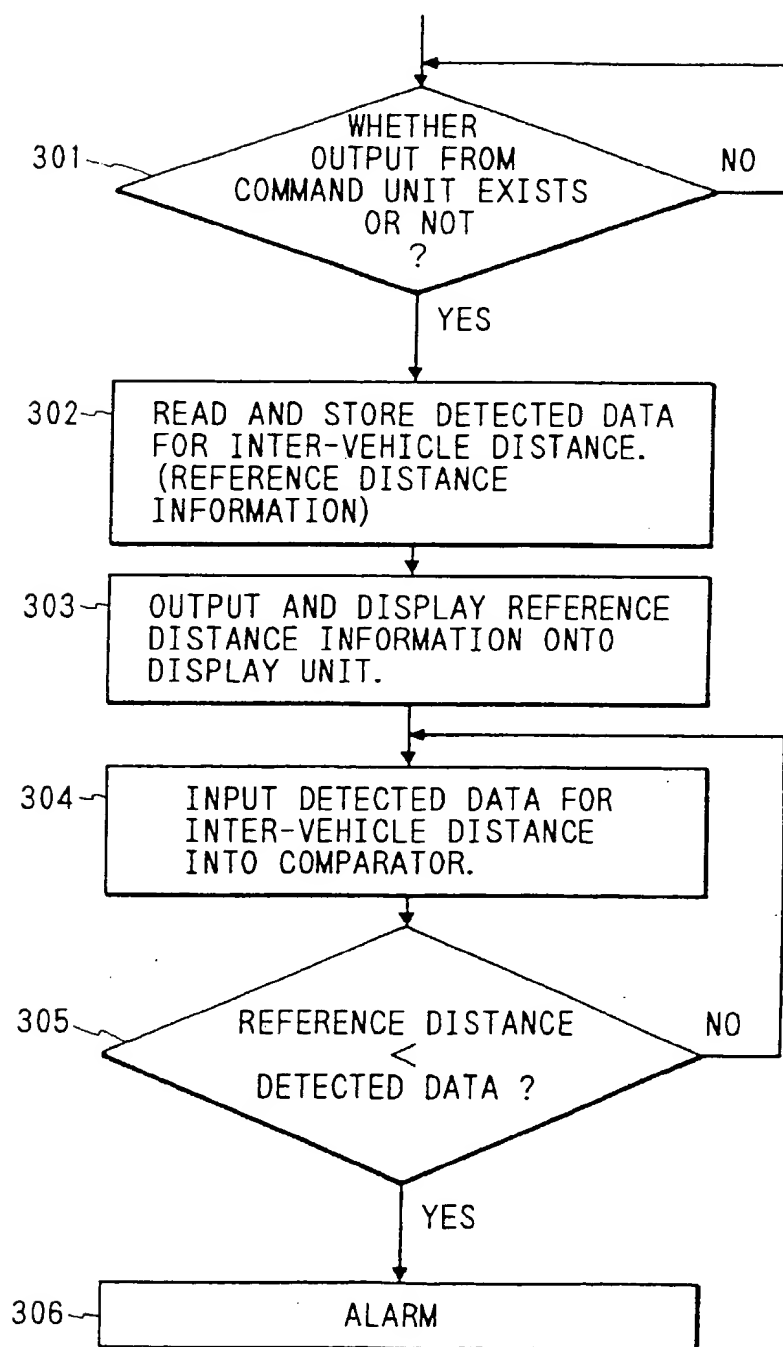 WHETHER
OUTPUT FROM
COMMAND UNIT EXISTS
OR NOT
?
301
NO
YES
302
READ AND STORE DETECTED DATA
FOR INTER-VEHICLE DISTANCE.
(REFERENCE DISTANCE
INFORMATION)
303
OUTPUT AND DISPLAY REFERENCE
DISTANCE INFORMATION ONTO
DISPLAY UNIT.
304
INPUT DETECTED DATA FOR
INTER-VEHICLE DISTANCE
INTO COMPARATOR.
305
REFERENCE DISTANCE
<
DETECTED DATA ?
NO
YES
306
ALARM